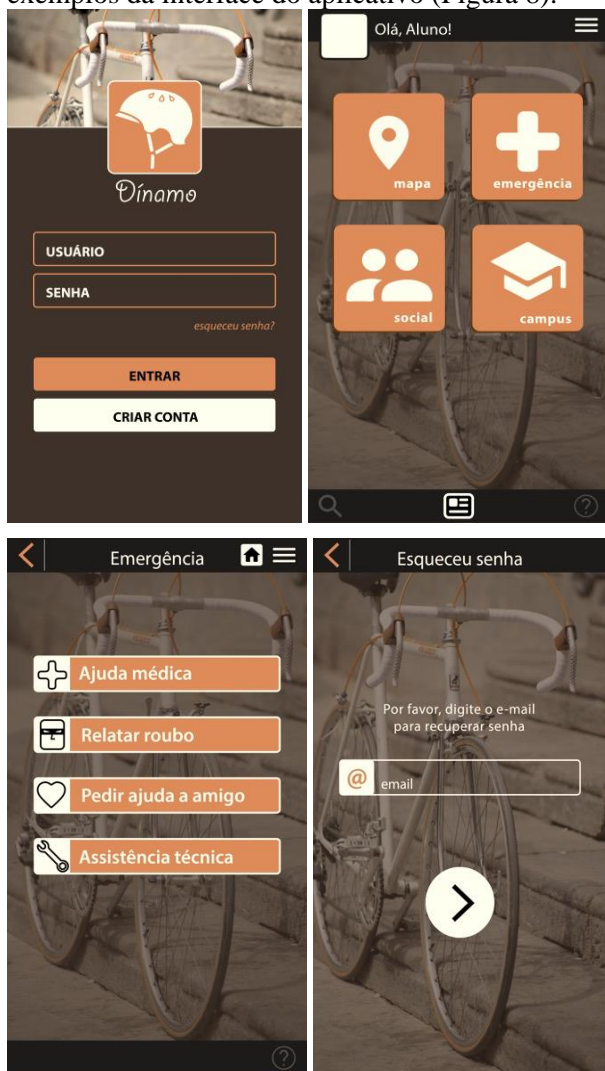 exemplos da interface do aplicativo (Figura 8).
Dínamo
USUÁRIO
SENHA
esqueceu senha?
ENTRAR
CRIAR CONTA
Olá, Aluno!
mapa
emergência
social
campus
?
Emergência
Ajuda médica
Relatar roubo
Pedir ajuda a amigo
Assistência técnica
?
Esqueceu senha
Por favor, digite o e-mail
para recuperar senha
@ email